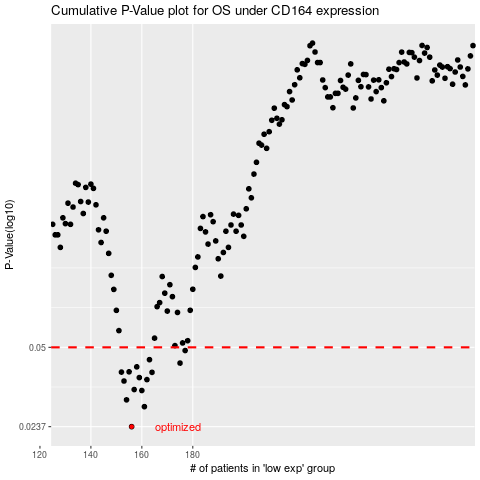 Cumulative P-Value plot for OS under CD164 expression
P-Value(log10)
0.05
0.0237
optimized
120 140 160 180
# of patients in 'low exp' group